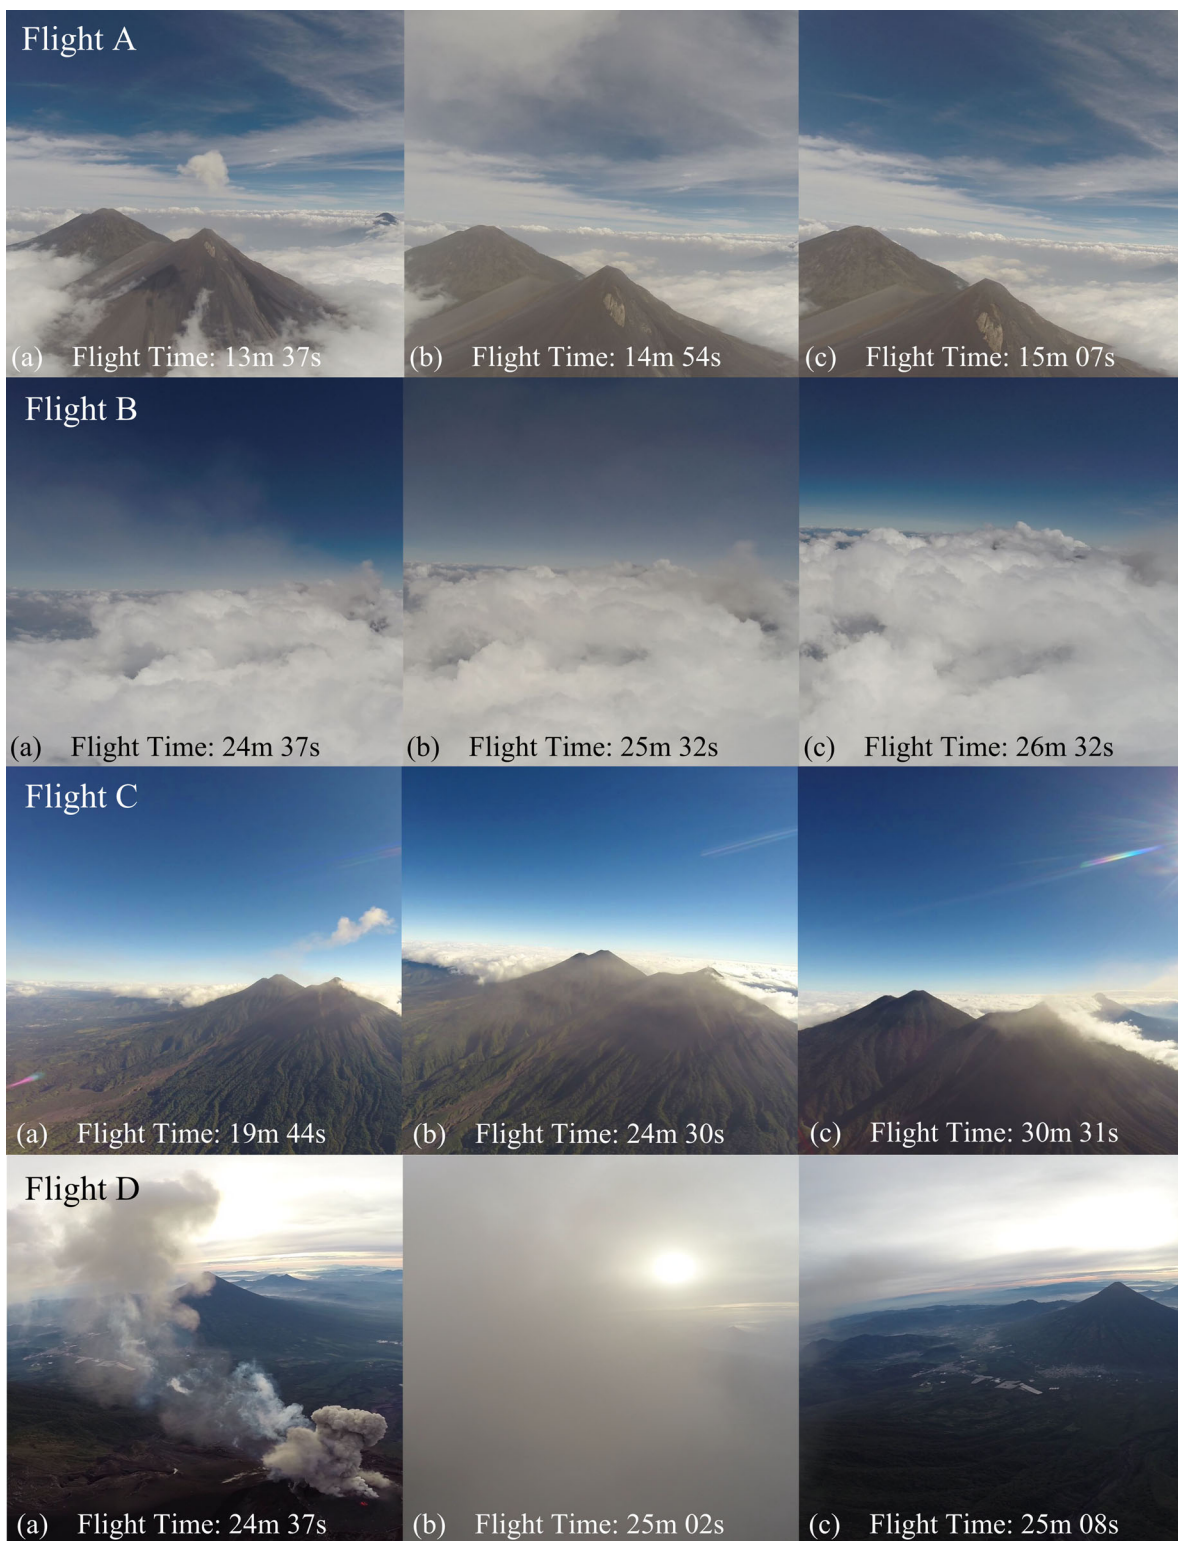 Flight A
(a) Flight Time: 13m 37s
(b) Flight Time: 14m 54s
(c) Flight Time: 15m 07s
Flight B
(a) Flight Time: 24m 37s
(b) Flight Time: 25m 32s
(c) Flight Time: 26m 32s
Flight C
(a) Flight Time: 19m 44s
(b) Flight Time: 24m 30s
(c) Flight Time: 30m 31s
Flight D
(a) Flight Time: 24m 37s
(b) Flight Time: 25m 02s
(c) Flight Time: 25m 08s